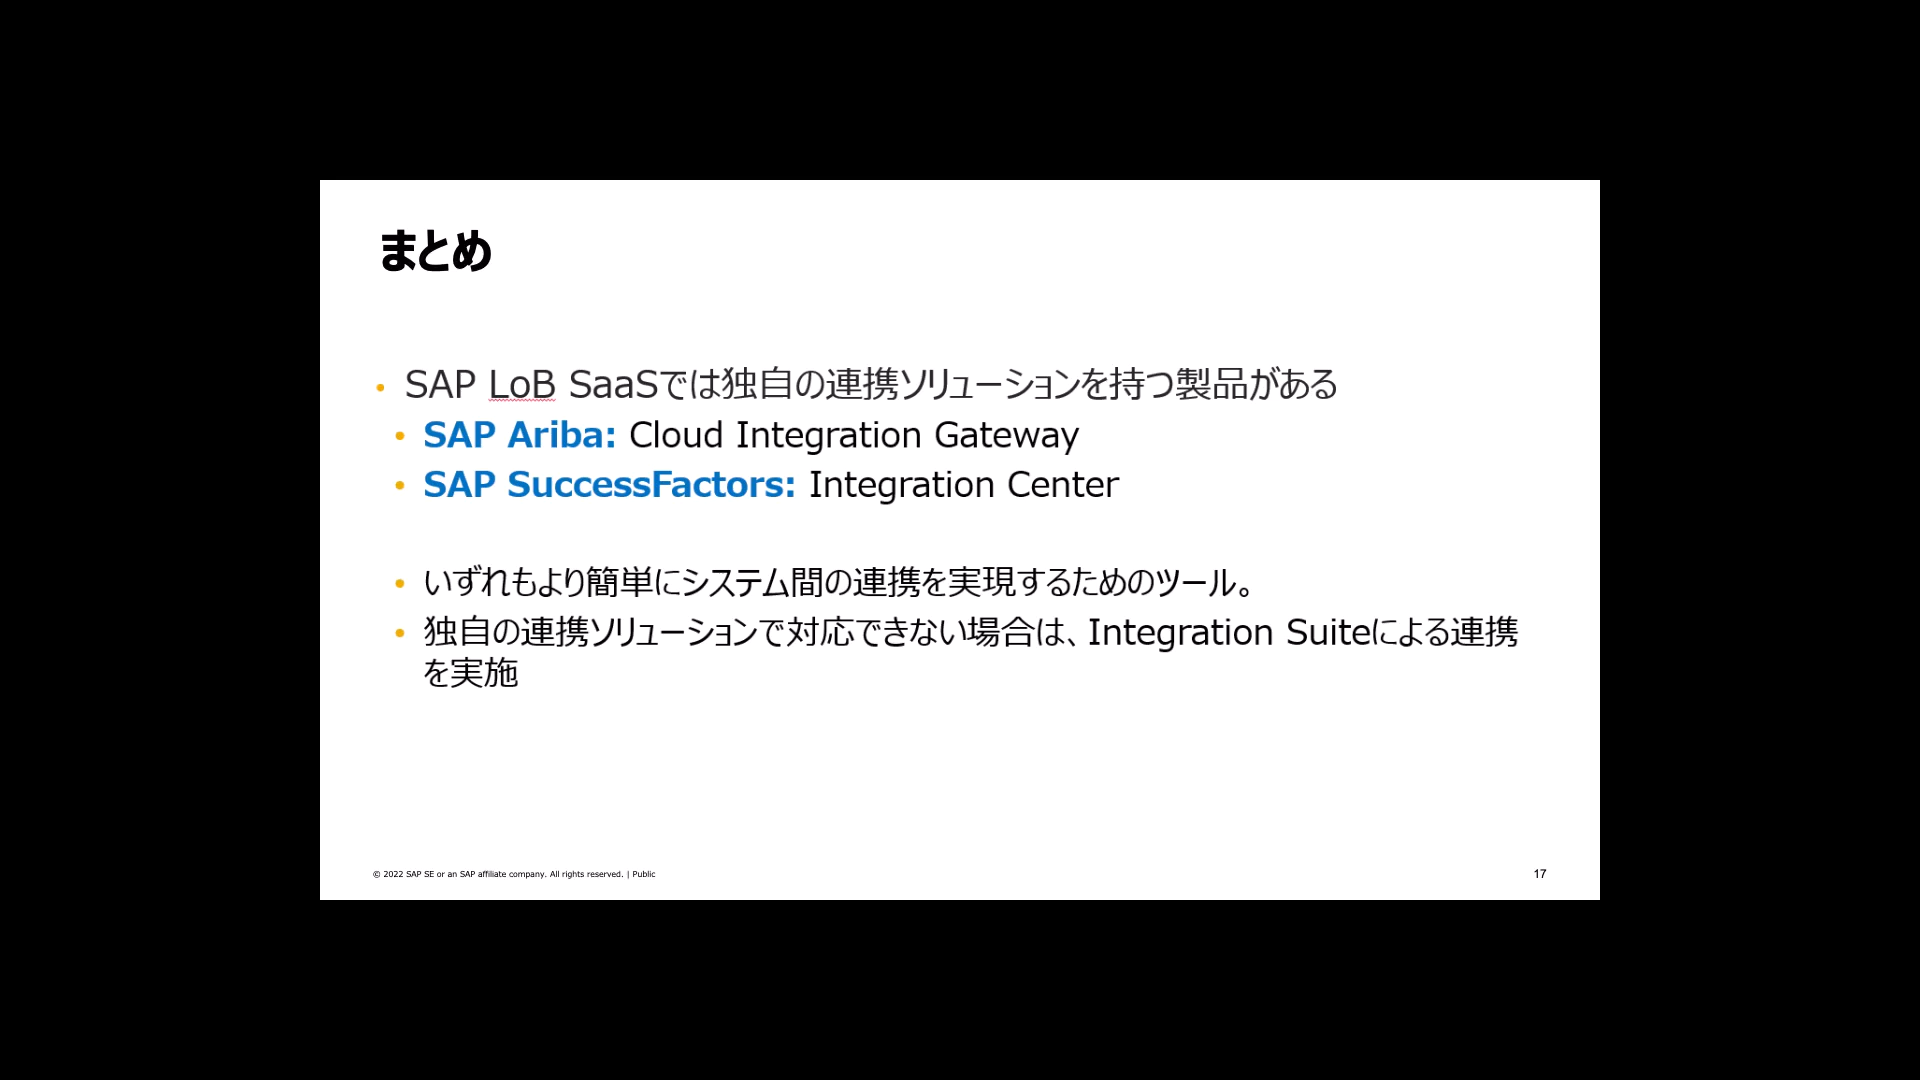 まとめ
• SAP LoB SaaSでは独自の連携ソリューションを持つ製品がある
• SAP Ariba: Cloud Integration Gateway
• SAP SuccessFactors: Integration Center
• いずれもより簡単にシステム間の連携を実現するためのツール。
• 独自の連携ソリューションで対応できない場合は、Integration Suiteによる連携
を実施
© 2022 SAP SE or an SAP affiliate company. All rights reserved. | Public
17